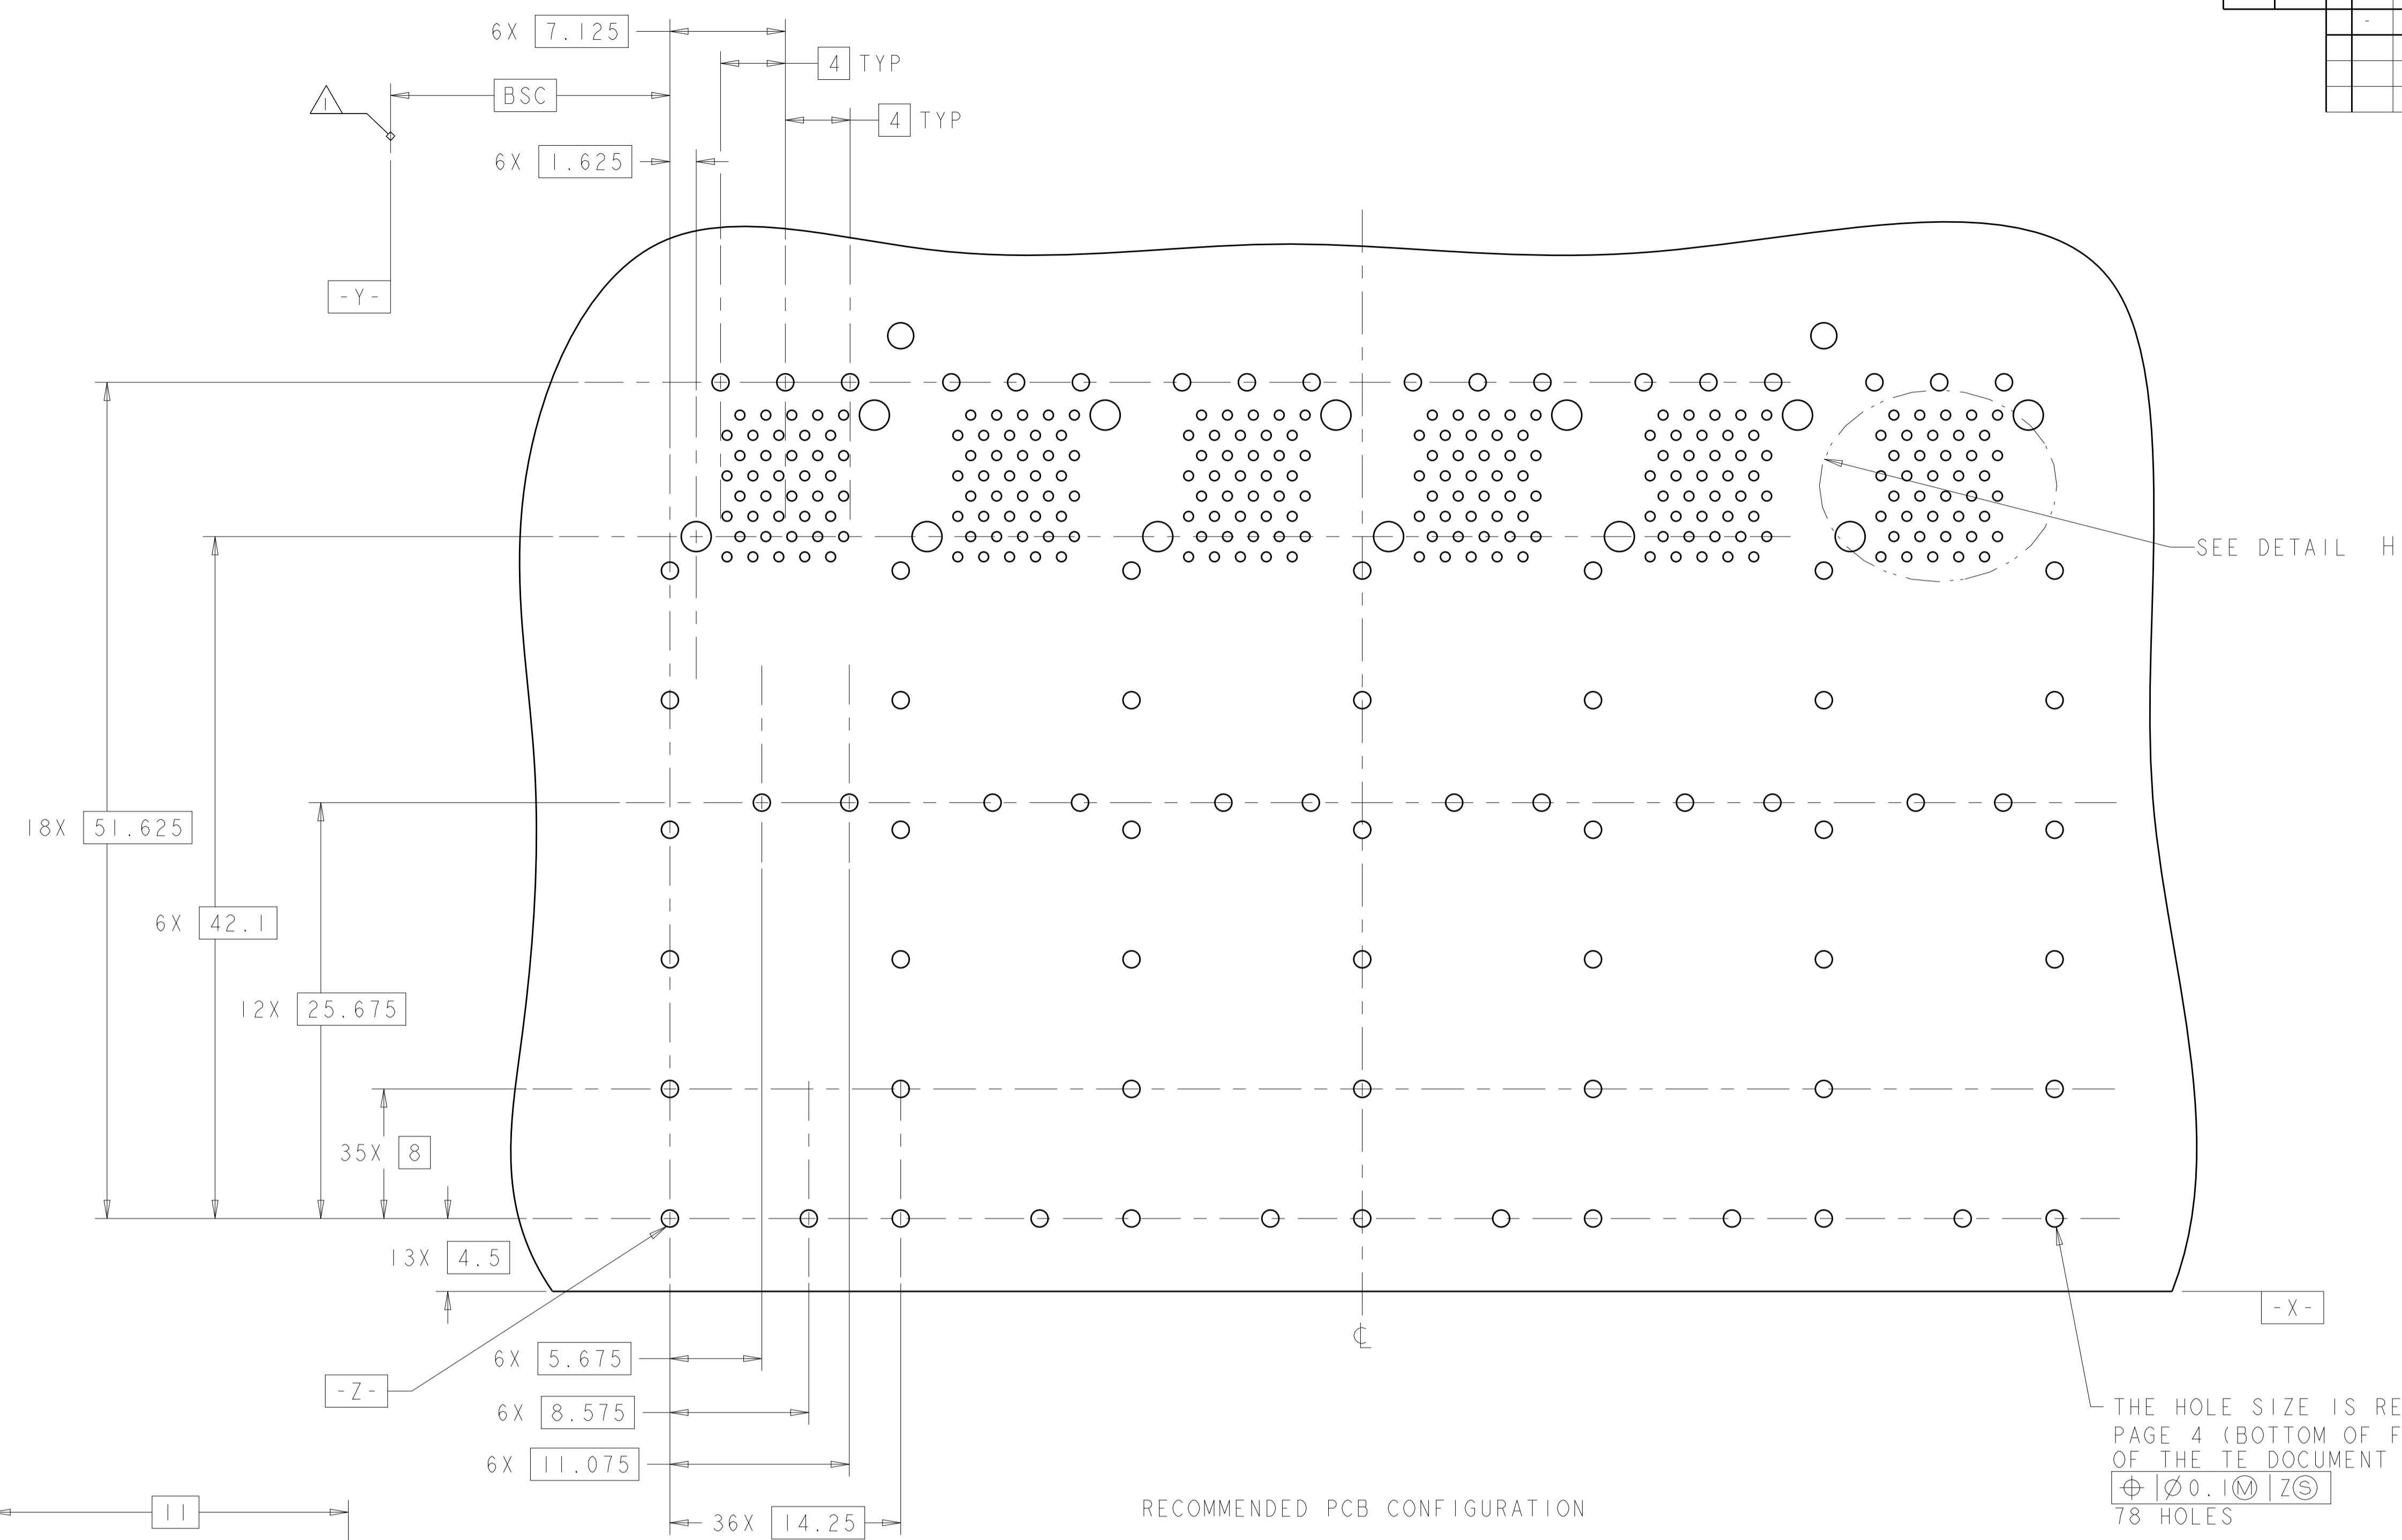 6X 7.125
4 TYP
BSC
1
4 TYP
6X 1.625
-Y-
SEE DETAIL H
18X 51.625
6X 42.1
12X 25.675
35X 8
13X 4.5
-X-
6X 5.675
-Z-
6X 8.575
6X 11.075
11
36X 14.25
RECOMMENDED PCB CONFIGURATION
THE HOLE SIZE IS RE
PAGE 4 (BOTTOM OF F
OF THE TE DOCUMENT
⌖ Ø0.1Ⓜ ZⓈ
78 HOLES
℄
-